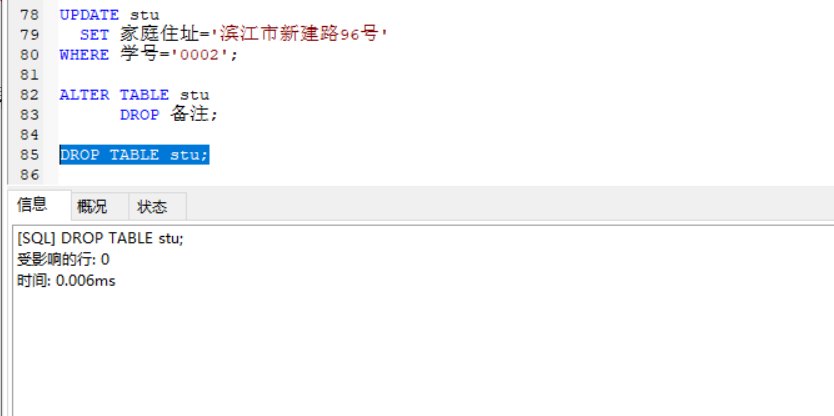 78 UPDATE stu
79 SET 家庭住址='滨江市新建路96号'
80 WHERE 学号='0002';
81
82 ALTER TABLE stu
83 DROP 备注;
84
85 DROP TABLE stu;
86
信息 概况 状态
[SQL] DROP TABLE stu;
受影响的行: 0
时间: 0.006ms